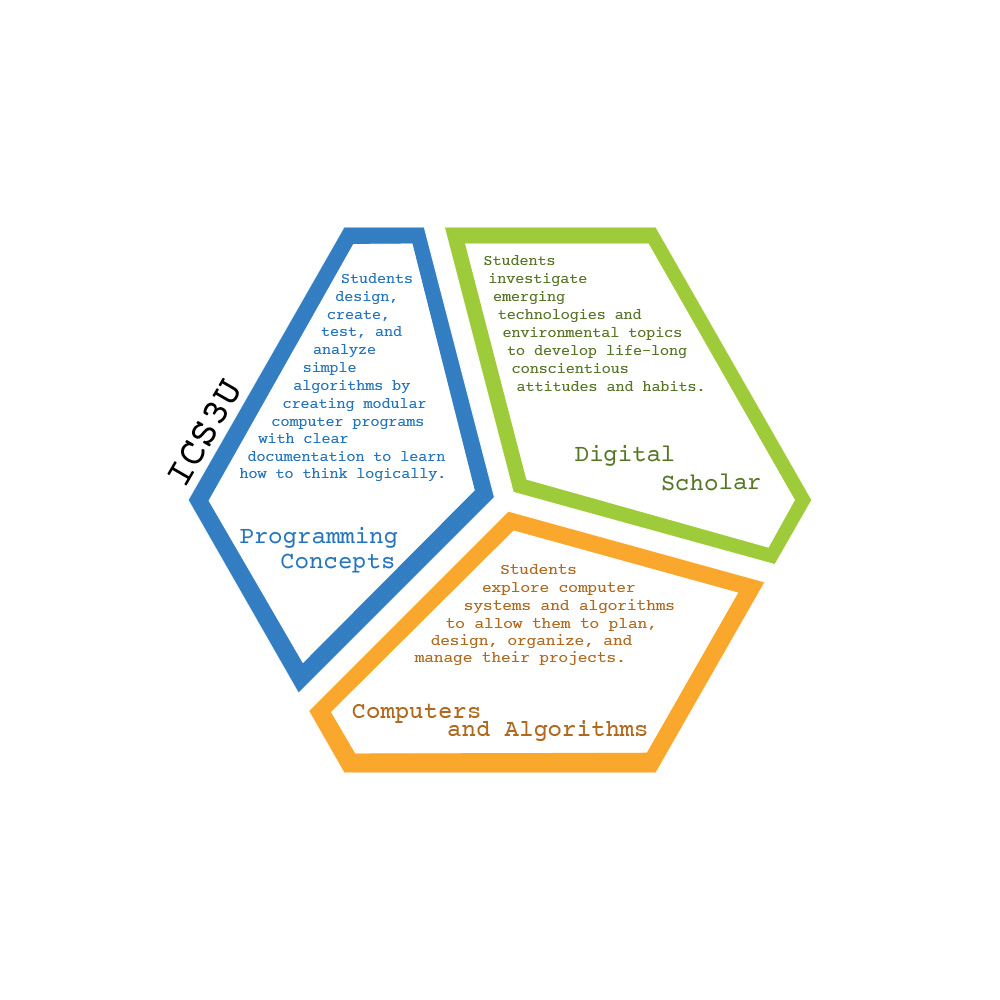 ICS3U
Students
design,
create,
test, and
analyze
simple
algorithms by
creating modular
computer programs
with clear
documentation to learn
how to think logically.
Programming
Concepts
Students
investigate
emerging
technologies and
environmental topics
to develop life-long
conscientious
attitudes and habits.
Digital
Scholar
Students
explore computer
systems and algorithms
to allow them to plan,
design, organize, and
manage their projects.
Computers
and Algorithms